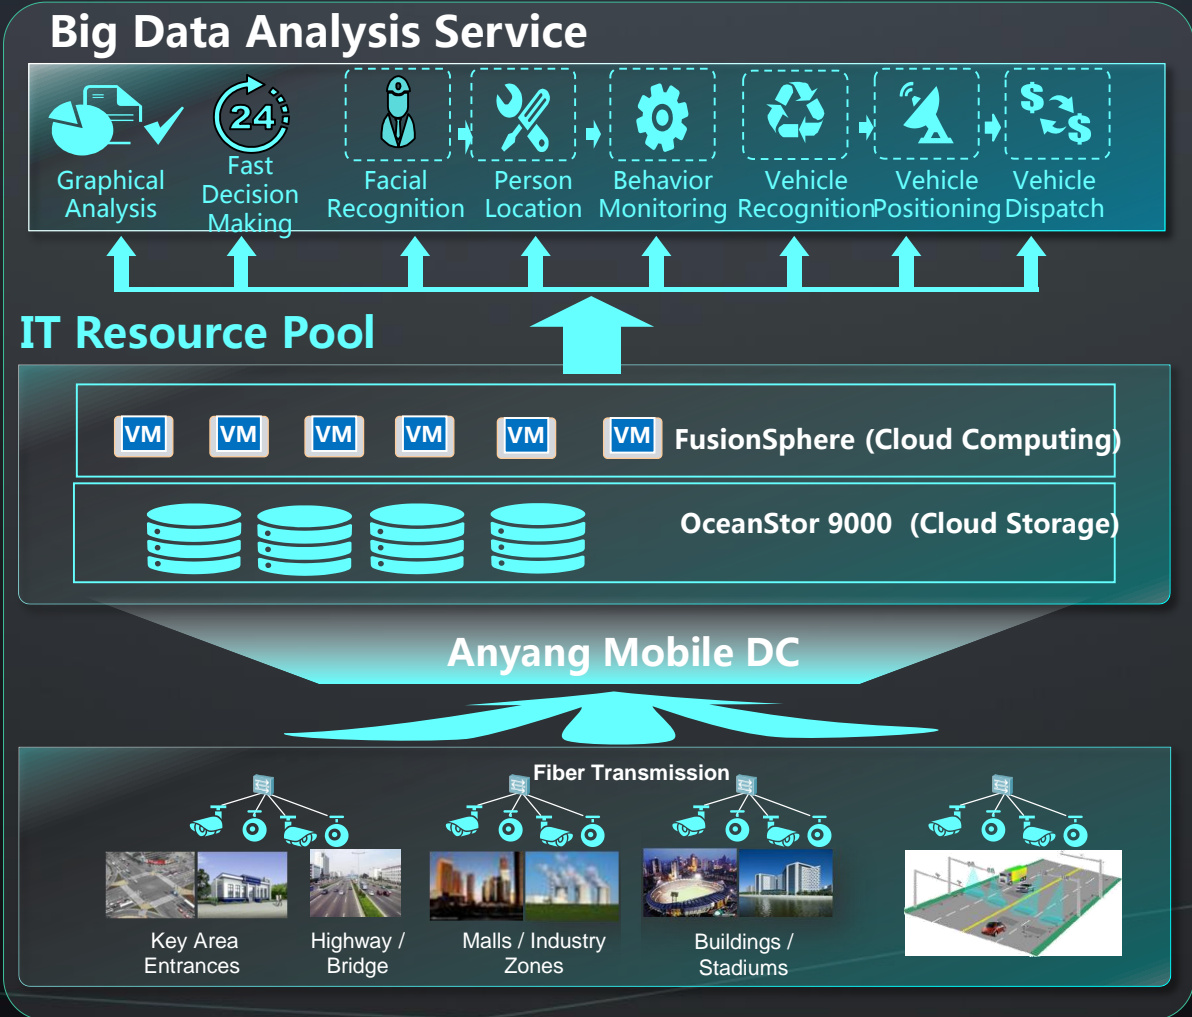 Big Data Analysis Service
24
Graphical
Analysis
Fast
Decision
Making
Facial
Recognition
Person
Location
Behavior
Monitoring
Vehicle
Recognition
Vehicle
Positioning
Vehicle
Dispatch
$
$
IT Resource Pool
VM VM VM VM VM VM FusionSphere (Cloud Computing)
OceanStor 9000 (Cloud Storage)
Anyang Mobile DC
Fiber Transmission
Key Area
Entrances
Highway /
Bridge
Malls / Industry
Zones
Buildings /
Stadiums